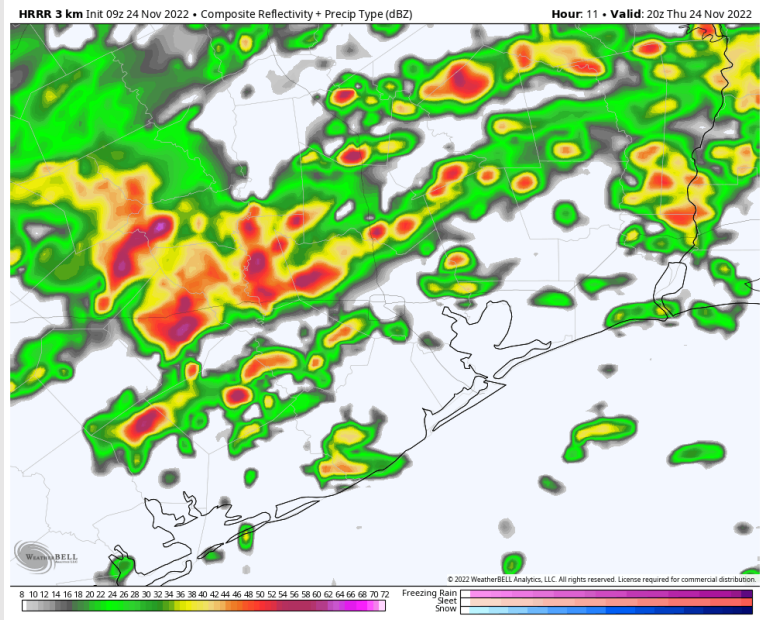 HRRR 3 km Init 09z 24 Nov 2022 • Composite Reflectivity + Precip Type (dBZ)
Hour: 11 • Valid: 20z Thu 24 Nov 2022
WEATHERBELL
© 2022 WeatherBELL Analytics, LLC. All rights reserved. License required for commercial distribution.
8 10 12 14 16 18 20 22 24 26 28 30 32 34 36 38 40 42 44 46 48 50 52 54 56 58 60 62 64 66 68 70 72
Freezing Rain
Sleet
Snow